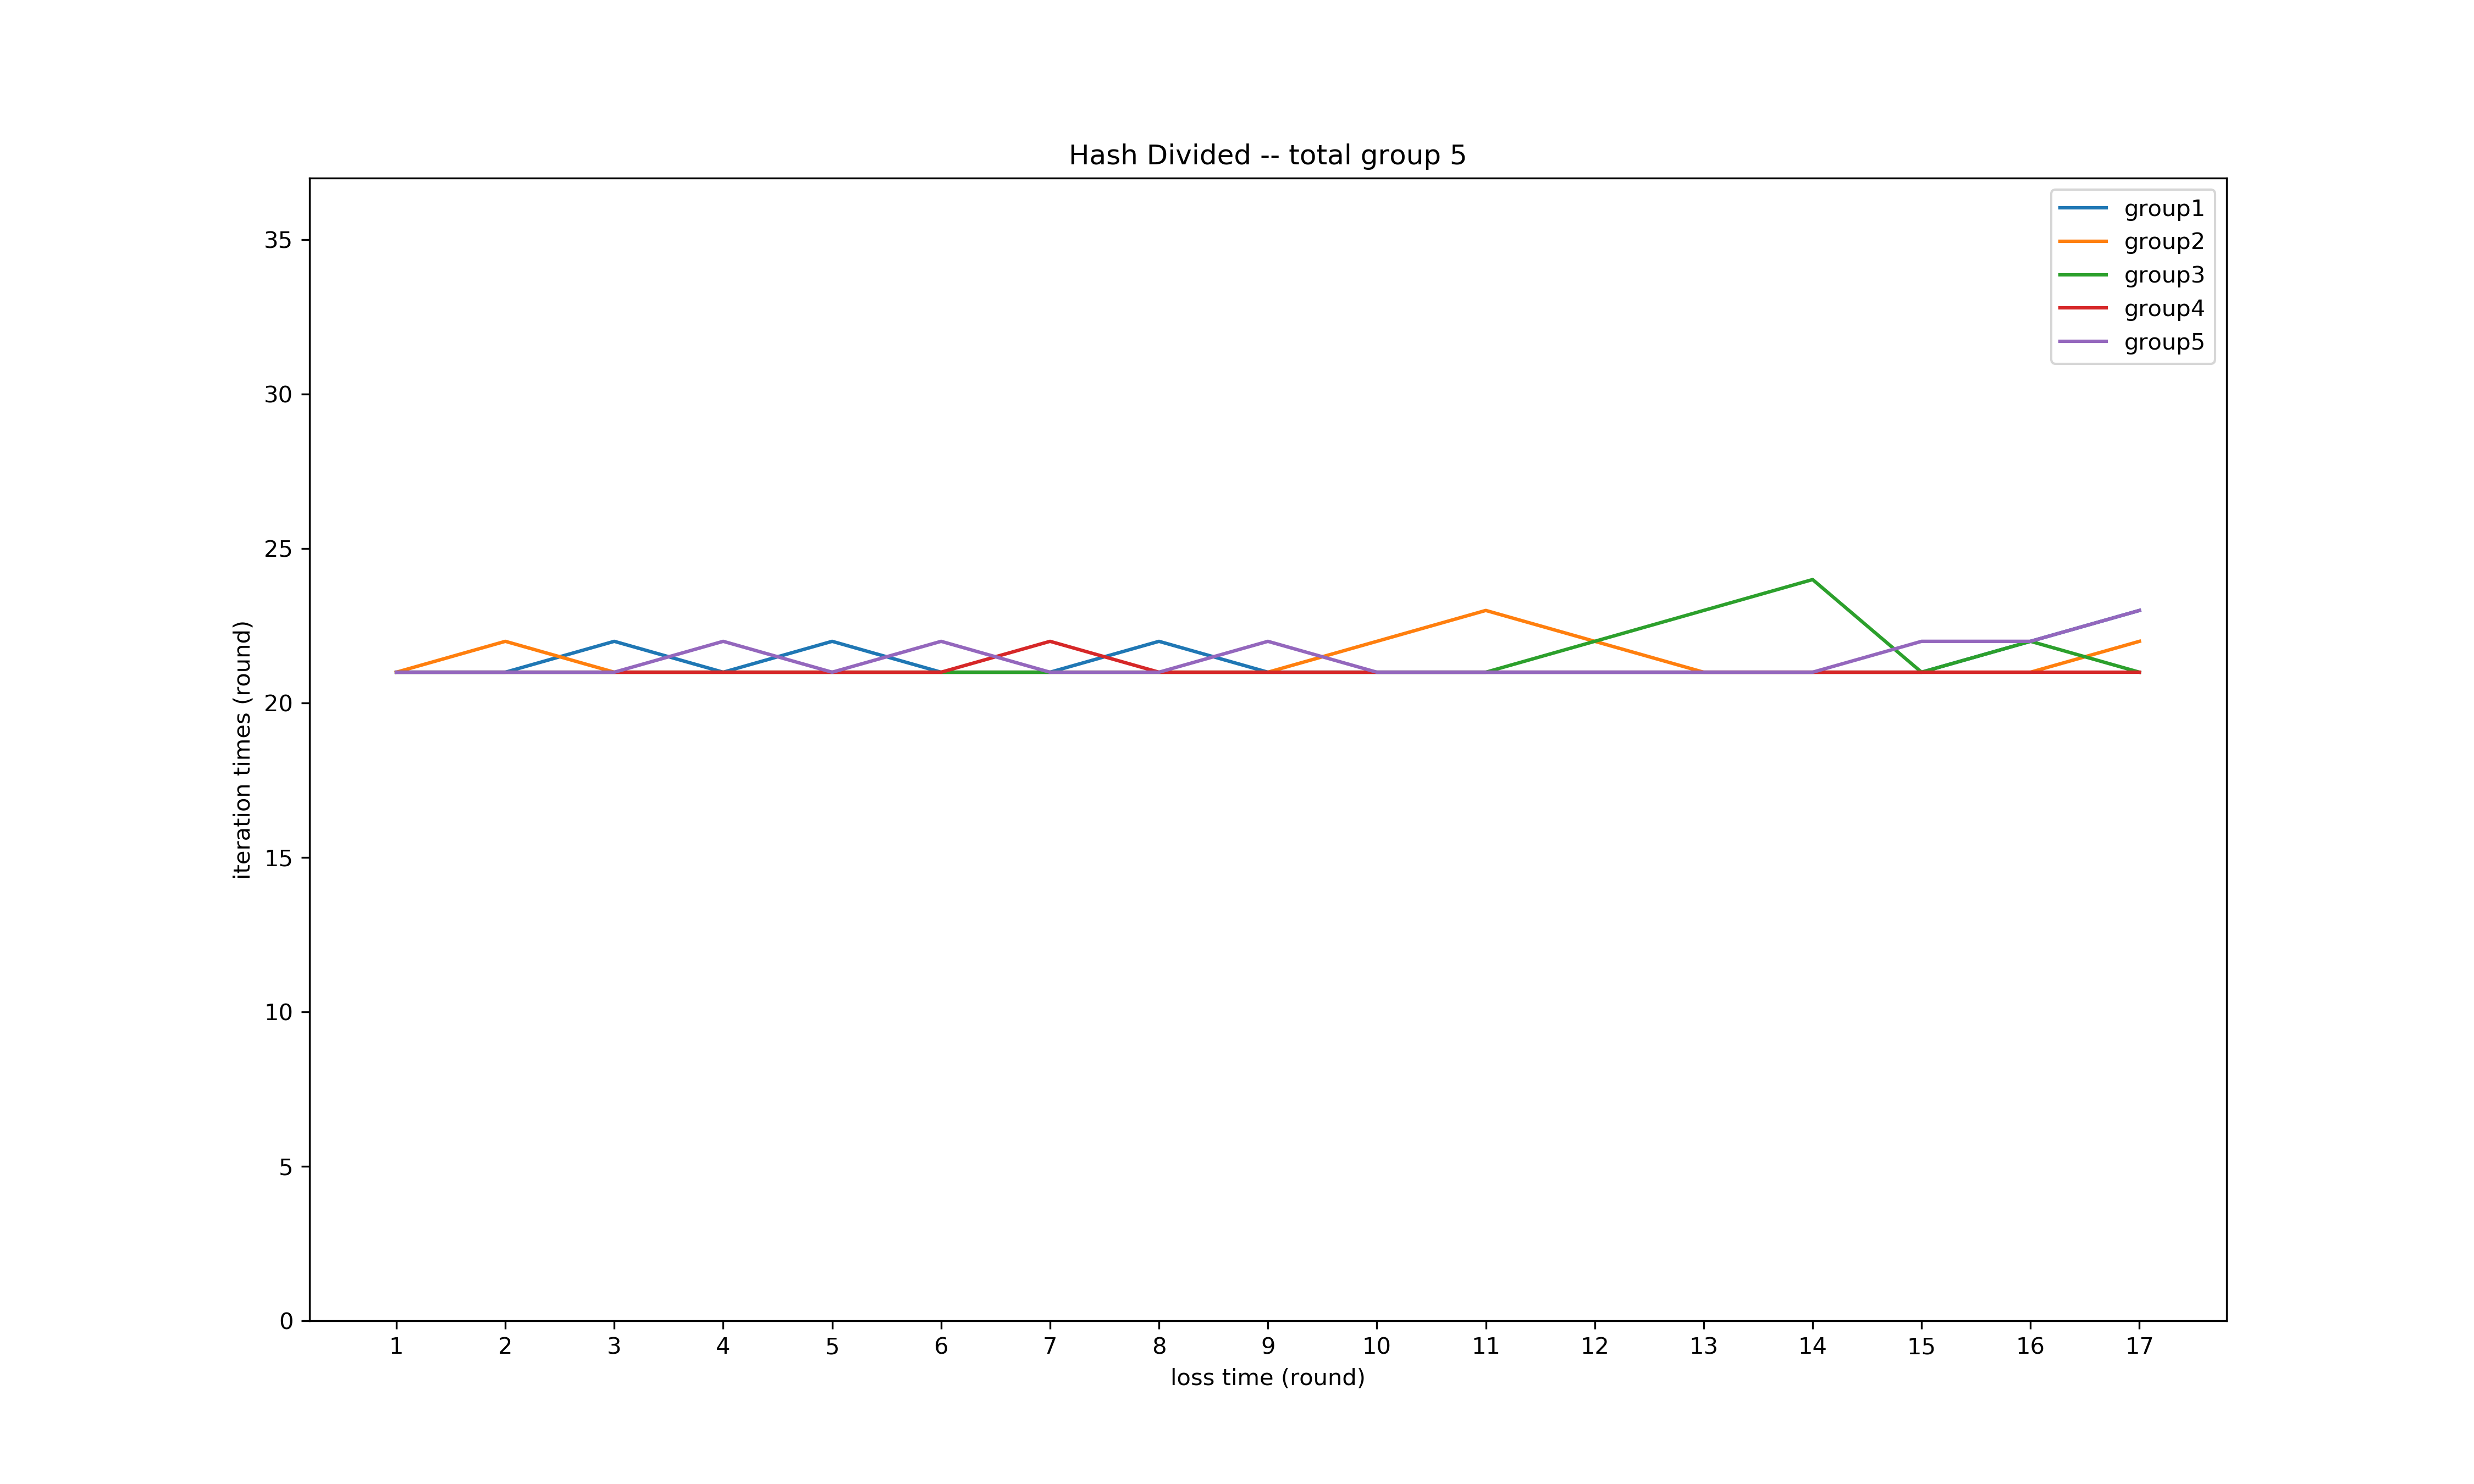 Hash Divided -- total group 5
group1
group2
group3
group4
group5
iteration times (round)
35
30
25
20
15
10
5
0
1 2 3 4 5 6 7 8 9 10 11 12 13 14 15 16 17
loss time (round)